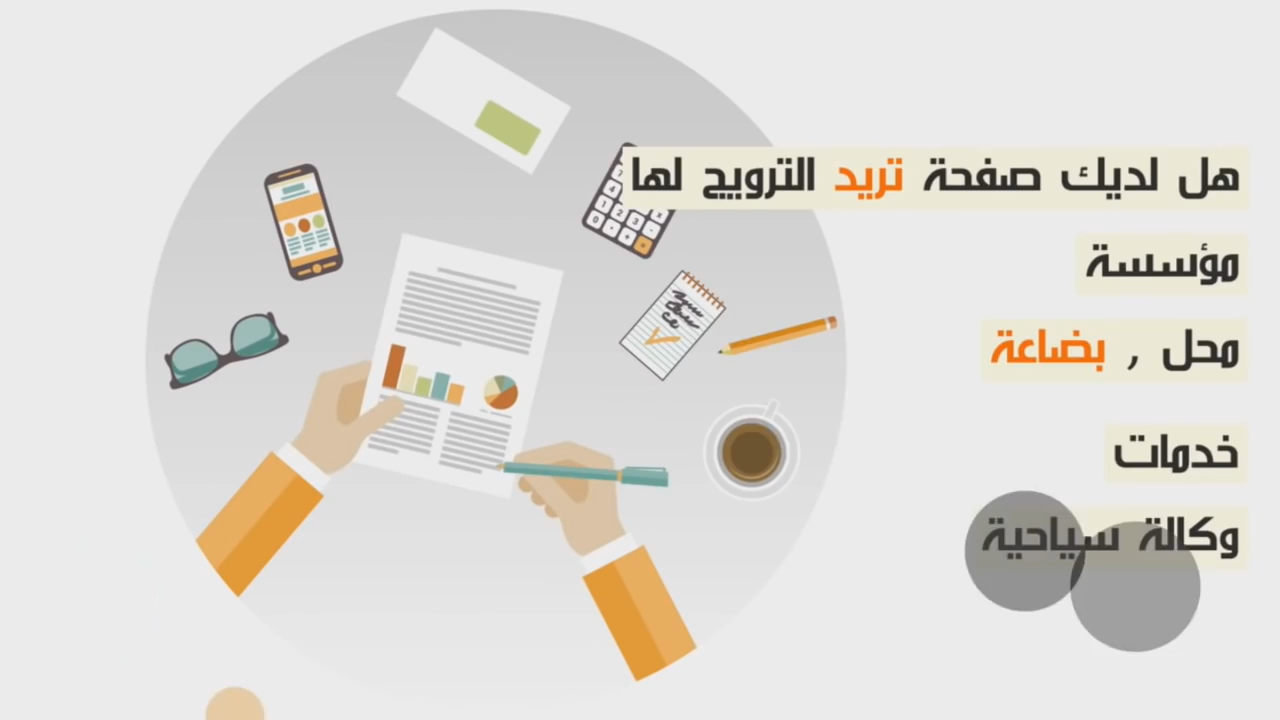 هل لديك صفحة تريد الترويج لها
مؤسسة
محل , بضاعة
خدمات
وكالة سياحية